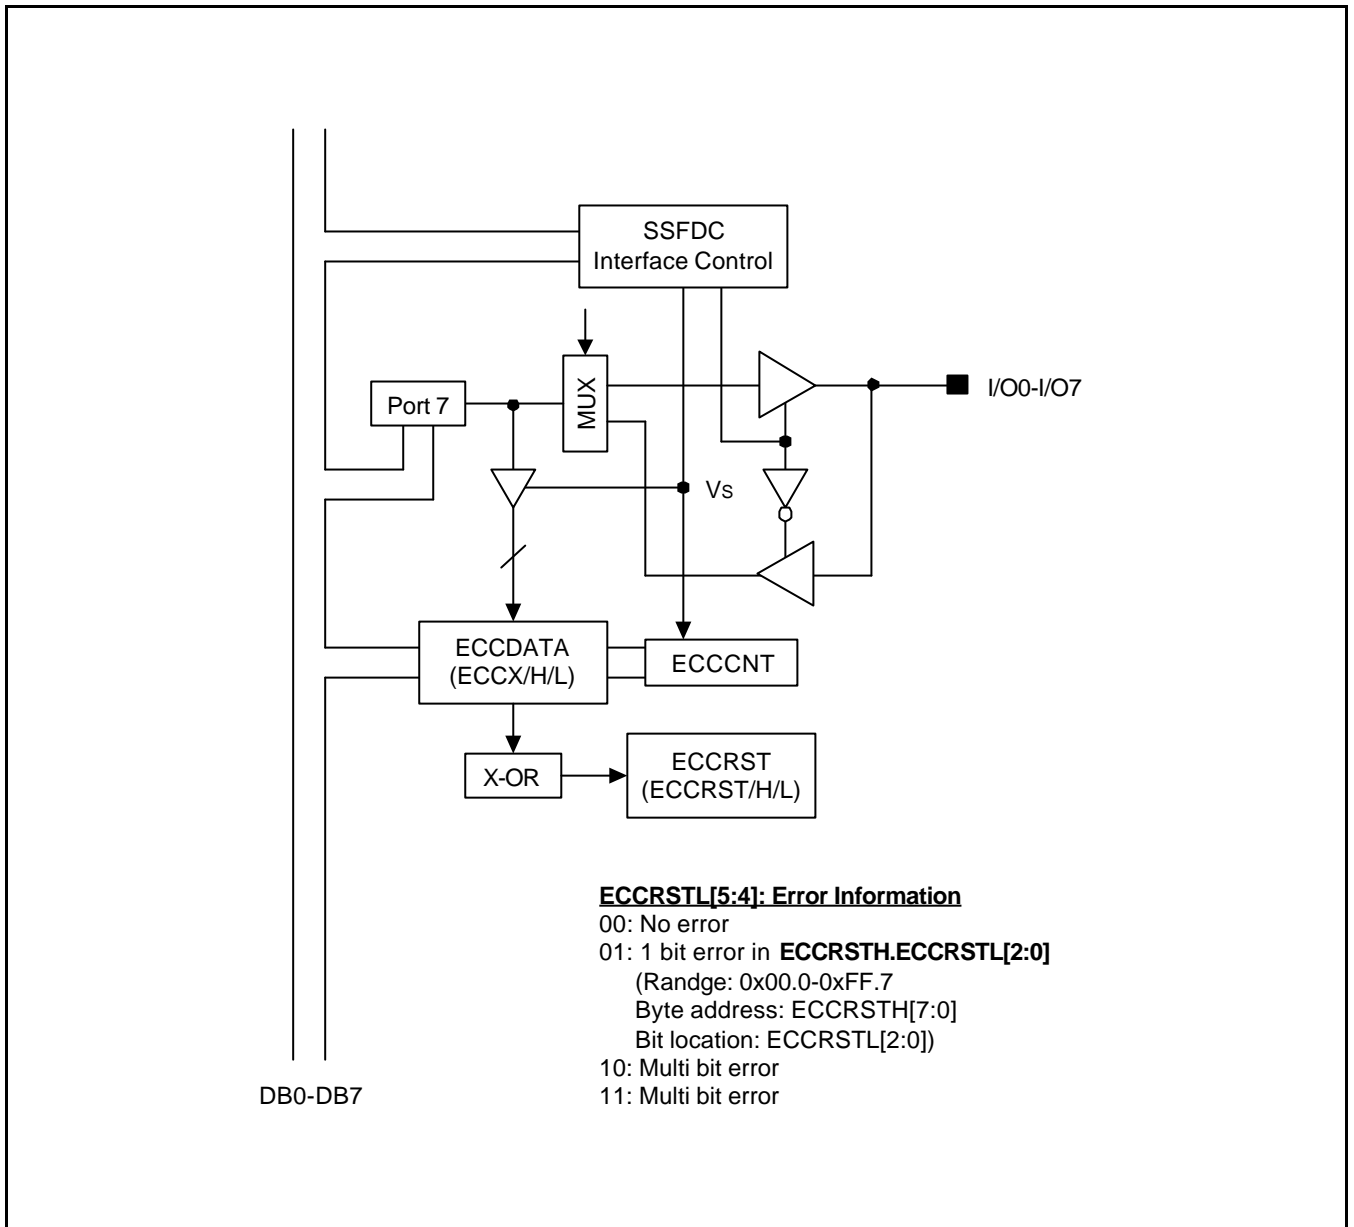 SSFDC
Interface Control
MUX
I/O0-I/O7
Port 7
Vs
ECCDATA
(ECCX/H/L)
ECCCNT
X-OR
ECCRST
(ECCRST/H/L)
ECCRSTL[5:4]: Error Information
00: No error
01: 1 bit error in ECCRSTH.ECCRSTL[2:0]
(Randge: 0x00.0-0xFF.7
Byte address: ECCRSTH[7:0]
Bit location: ECCRSTL[2:0])
10: Multi bit error
11: Multi bit error
DB0-DB7